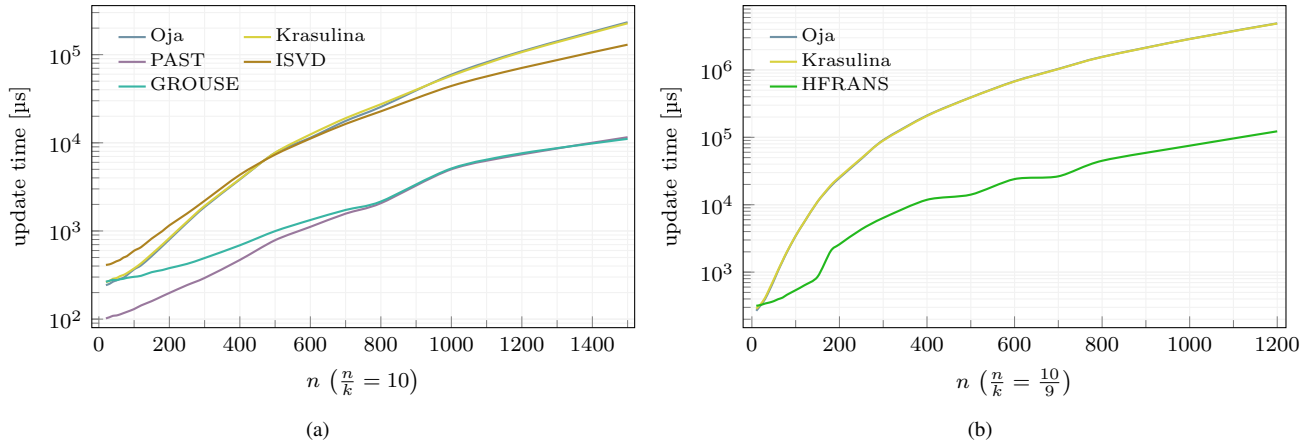 Oja
Krasulina
PAST
ISVD
GROUSE
10^5
10^4
10^3
10^2
update time [µs]
0 200 400 600 800 1000 1200 1400
n (n/k = 10)
(a)
Oja
Krasulina
HFRANS
10^6
10^5
10^4
10^3
update time [µs]
0 200 400 600 800 1000 1200
n (n/k = 10/9)
(b)